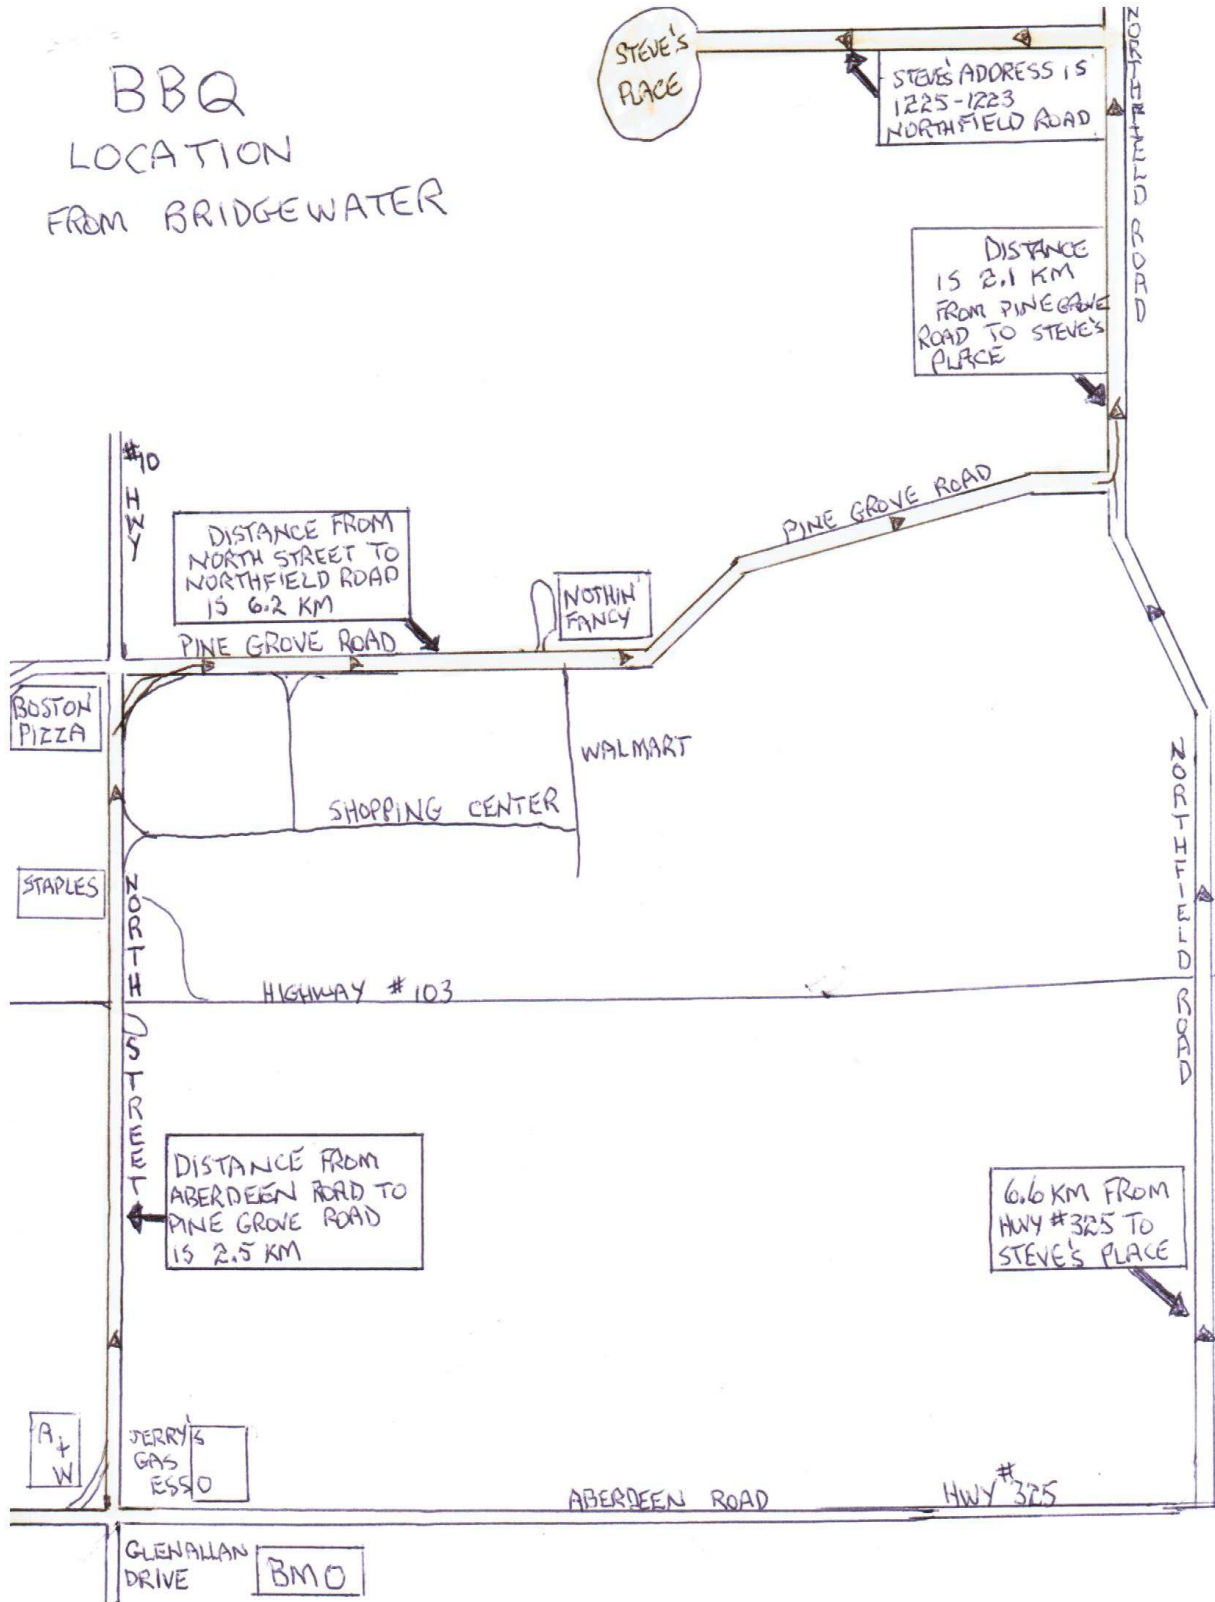 BBQ
LOCATION
FROM BRIDGEWATER
STEVE'S
PLACE
STEVE'S ADDRESS IS
1225-1223
NORTHFIELD ROAD
NORTHFIELD ROAD
DISTANCE
IS 2.1 KM
FROM PINE GROVE
ROAD TO STEVE'S
PLACE
#10 HWY
DISTANCE FROM
NORTH STREET TO
NORTHFIELD ROAD
IS 6.2 KM
PINE GROVE ROAD
NOTHIN'
FANCY
PINE GROVE ROAD
BOSTON
PIZZA
WALMART
SHOPPING CENTER
STAPLES
NORTH STREET
HIGHWAY #103
NORTHFIELD ROAD
DISTANCE FROM
ABERDEEN ROAD TO
PINE GROVE ROAD
IS 2.5 KM
6.6 KM FROM
HWY #325 TO
STEVE'S PLACE
A+W
JERRY'S
GAS
ESSO
ABERDEEN ROAD HWY #325
GLENALLAN
DRIVE
BMO